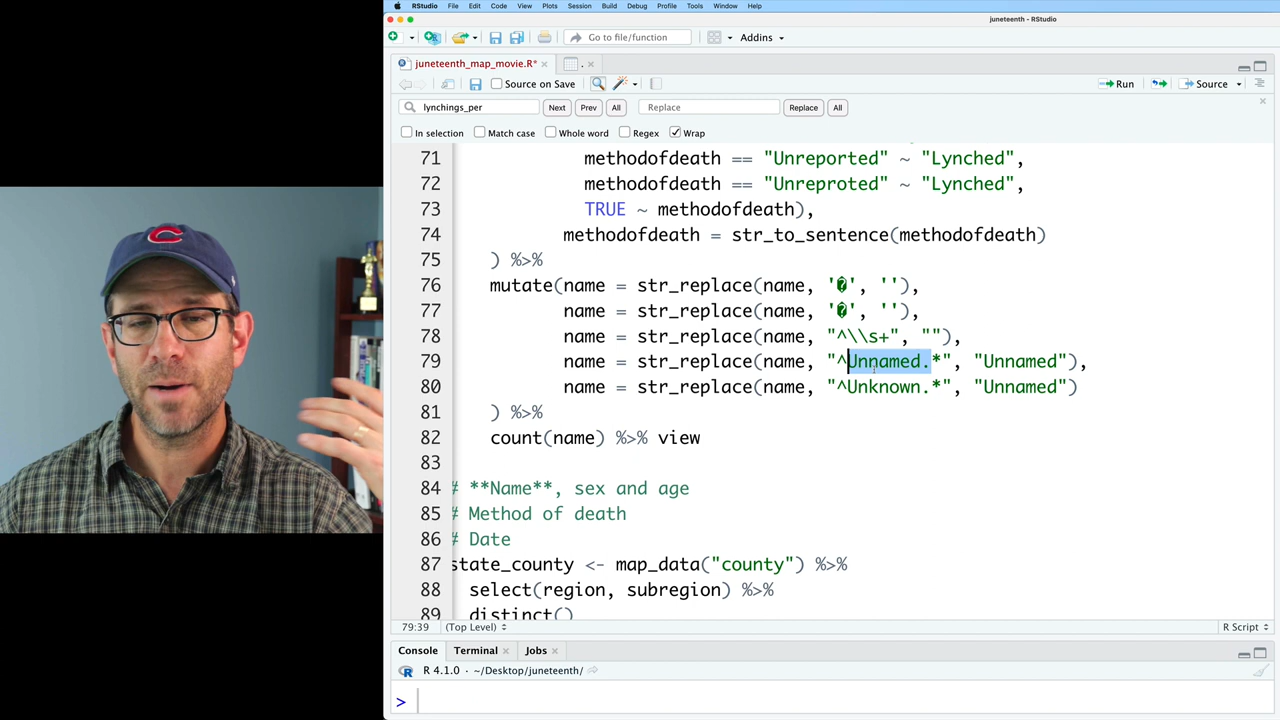 RStudio File Edit Code View Plots Session Build Debug Profile Tools Window Help
juneteenth - RStudio
Go to file/function Addins
juneteenth_map_movie.R* .
Source on Save Run Source
lynchings_per Next Prev All Replace Replace All
In selection Match case Whole word Regex Wrap
71 methodofdeath == "Unreported" ~ "Lynched",
72 methodofdeath == "Unreproted" ~ "Lynched",
73 TRUE ~ methodofdeath),
74 methodofdeath = str_to_sentence(methodofdeath)
75 ) %>%
76 mutate(name = str_replace(name, '�', ''),
77 name = str_replace(name, '�', ''),
78 name = str_replace(name, "^\\s+", ""),
79 name = str_replace(name, "^Unnamed.*", "Unnamed"),
80 name = str_replace(name, "^Unknown.*", "Unnamed")
81 ) %>%
82 count(name) %>% view
83
84 # **Name**, sex and age
85 # Method of death
86 # Date
87 state_county <- map_data("county") %>%
88 select(region, subregion) %>%
89 distinct()
79:39 (Top Level) R Script
Console Terminal Jobs
R 4.1.0 · ~/Desktop/juneteenth/
>
C